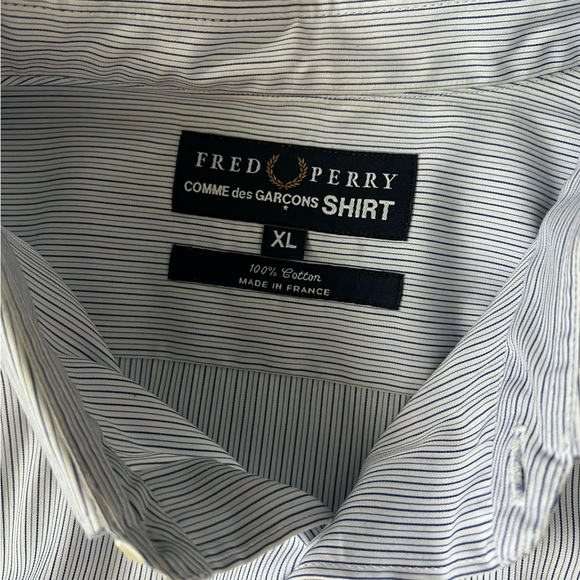 FRED PERRY
COMME des GARÇONS SHIRT
XL
100% Cotton
MADE IN FRANCE